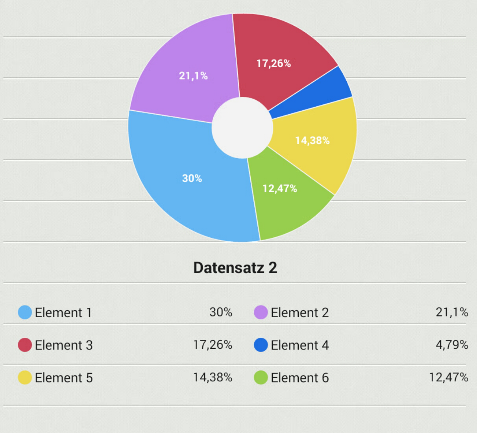 17,26%
21,1%
14,38%
30%
12,47%
Datensatz 2
Element 1 30% Element 2 21,1%
Element 3 17,26% Element 4 4,79%
Element 5 14,38% Element 6 12,47%